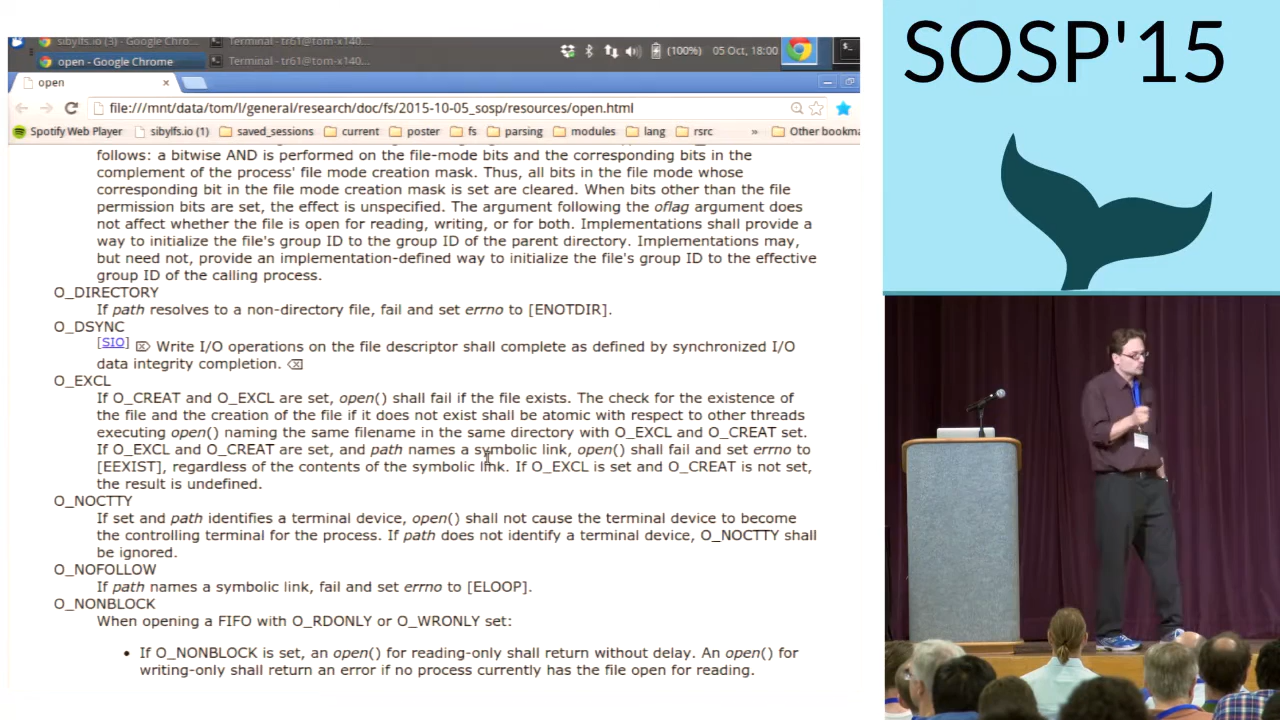 sibylfs.io (3) - Google Chro...
Terminal - tr61@tom-x140...
open - Google Chrome
Terminal - tr61@tom-x140...
(100%)
05 Oct, 18:00
open
file:///mnt/data/tom/l/general/research/doc/fs/2015-10-05_sosp/resources/open.html
Spotify Web Player
sibylfs.io (1)
saved_sessions
current
poster
fs
parsing
modules
lang
rsrc
»
Other bookma
follows: a bitwise AND is performed on the file-mode bits and the corresponding bits in the
complement of the process' file mode creation mask. Thus, all bits in the file mode whose
corresponding bit in the file mode creation mask is set are cleared. When bits other than the file
permission bits are set, the effect is unspecified. The argument following the oflag argument does
not affect whether the file is open for reading, writing, or for both. Implementations shall provide a
way to initialize the file's group ID to the group ID of the parent directory. Implementations may,
but need not, provide an implementation-defined way to initialize the file's group ID to the effective
group ID of the calling process.
O_DIRECTORY
If path resolves to a non-directory file, fail and set errno to [ENOTDIR].
O_DSYNC
[SIO] ⌦ Write I/O operations on the file descriptor shall complete as defined by synchronized I/O
data integrity completion. ⌫
O_EXCL
If O_CREAT and O_EXCL are set, open() shall fail if the file exists. The check for the existence of
the file and the creation of the file if it does not exist shall be atomic with respect to other threads
executing open() naming the same filename in the same directory with O_EXCL and O_CREAT set.
If O_EXCL and O_CREAT are set, and path names a symbolic link, open() shall fail and set errno to
[EEXIST], regardless of the contents of the symbolic link. If O_EXCL is set and O_CREAT is not set,
the result is undefined.
O_NOCTTY
If set and path identifies a terminal device, open() shall not cause the terminal device to become
the controlling terminal for the process. If path does not identify a terminal device, O_NOCTTY shall
be ignored.
O_NOFOLLOW
If path names a symbolic link, fail and set errno to [ELOOP].
O_NONBLOCK
When opening a FIFO with O_RDONLY or O_WRONLY set:
• If O_NONBLOCK is set, an open() for reading-only shall return without delay. An open() for
writing-only shall return an error if no process currently has the file open for reading.
SOSP'15